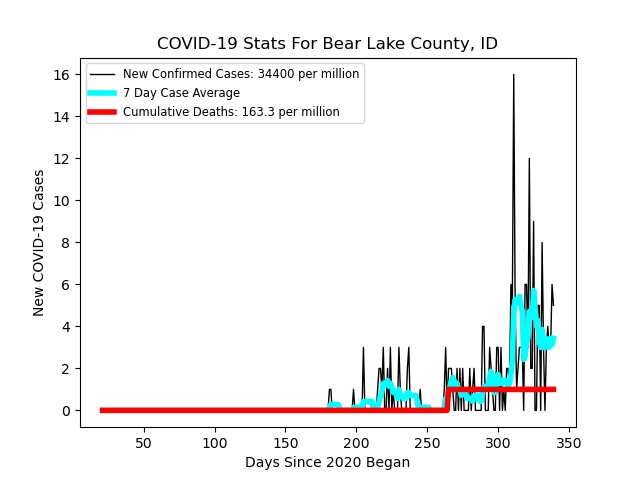 COVID-19 Stats For Bear Lake County, ID
New Confirmed Cases: 34400 per million
7 Day Case Average
Cumulative Deaths: 163.3 per million
New COVID-19 Cases
16
14
12
10
8
6
4
2
0
50 100 150 200 250 300 350
Days Since 2020 Began